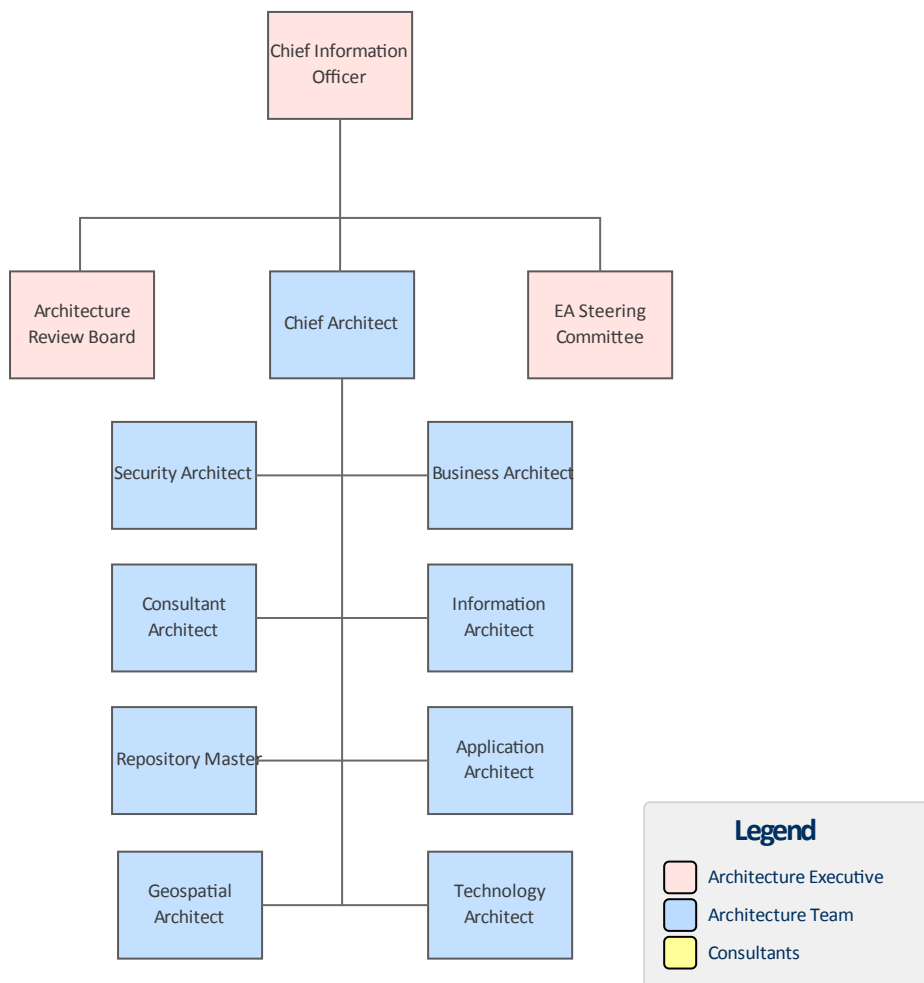 Chief Information
Officer
Architecture
Review Board
Chief Architect
EA Steering
Committee
Security Architect
Business Architect
Consultant
Architect
Information
Architect
Repository Master
Application
Architect
Geospatial
Architect
Technology
Architect
Legend
Architecture Executive
Architecture Team
Consultants